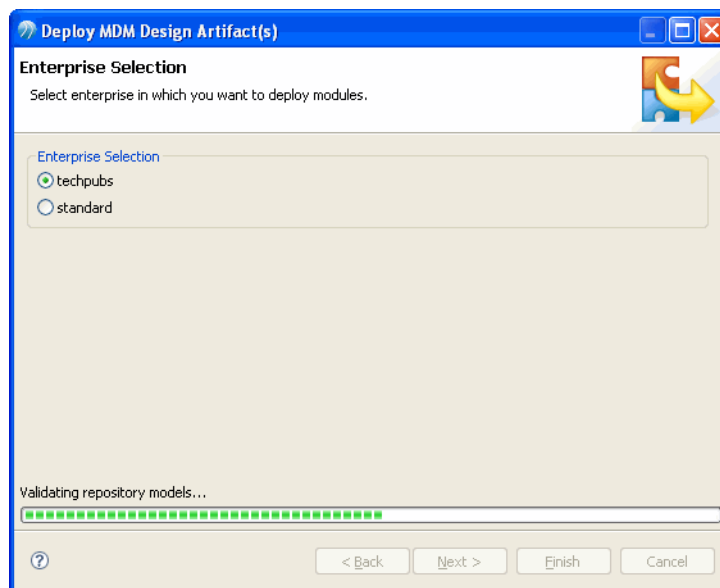 Deploy MDM Design Artifact(s)
Enterprise Selection
Select enterprise in which you want to deploy modules.
Enterprise Selection
techpubs
standard
Validating repository models...
? < Back Next > Finish Cancel